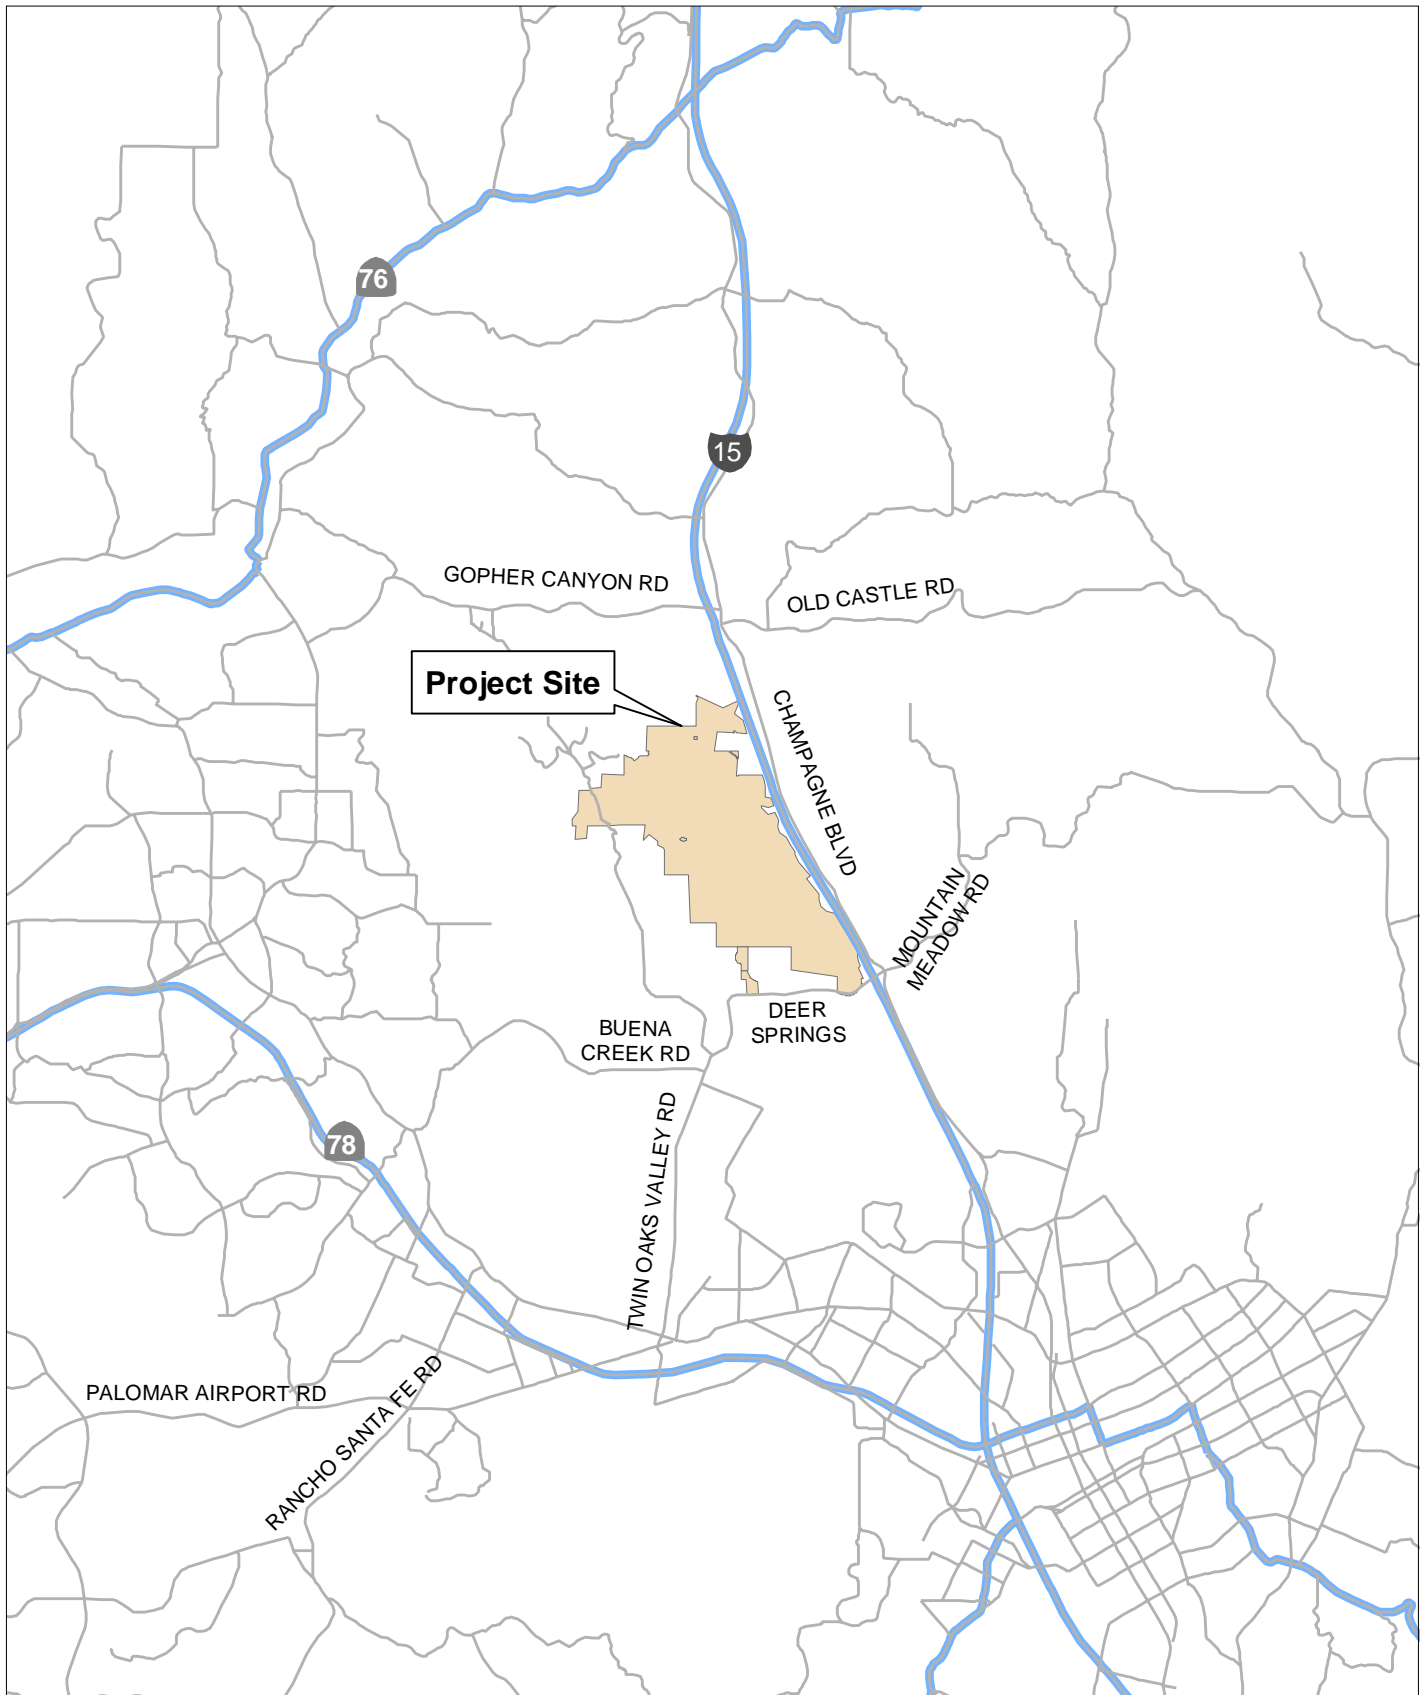 76
15
GOPHER CANYON RD
OLD CASTLE RD
Project Site
CHAMPAGNE BLVD
MOUNTAIN
MEADOW RD
DEER
SPRINGS
BUENA
CREEK RD
TWIN OAKS VALLEY RD
78
PALOMAR AIRPORT RD
RANCHO SANTA FE RD